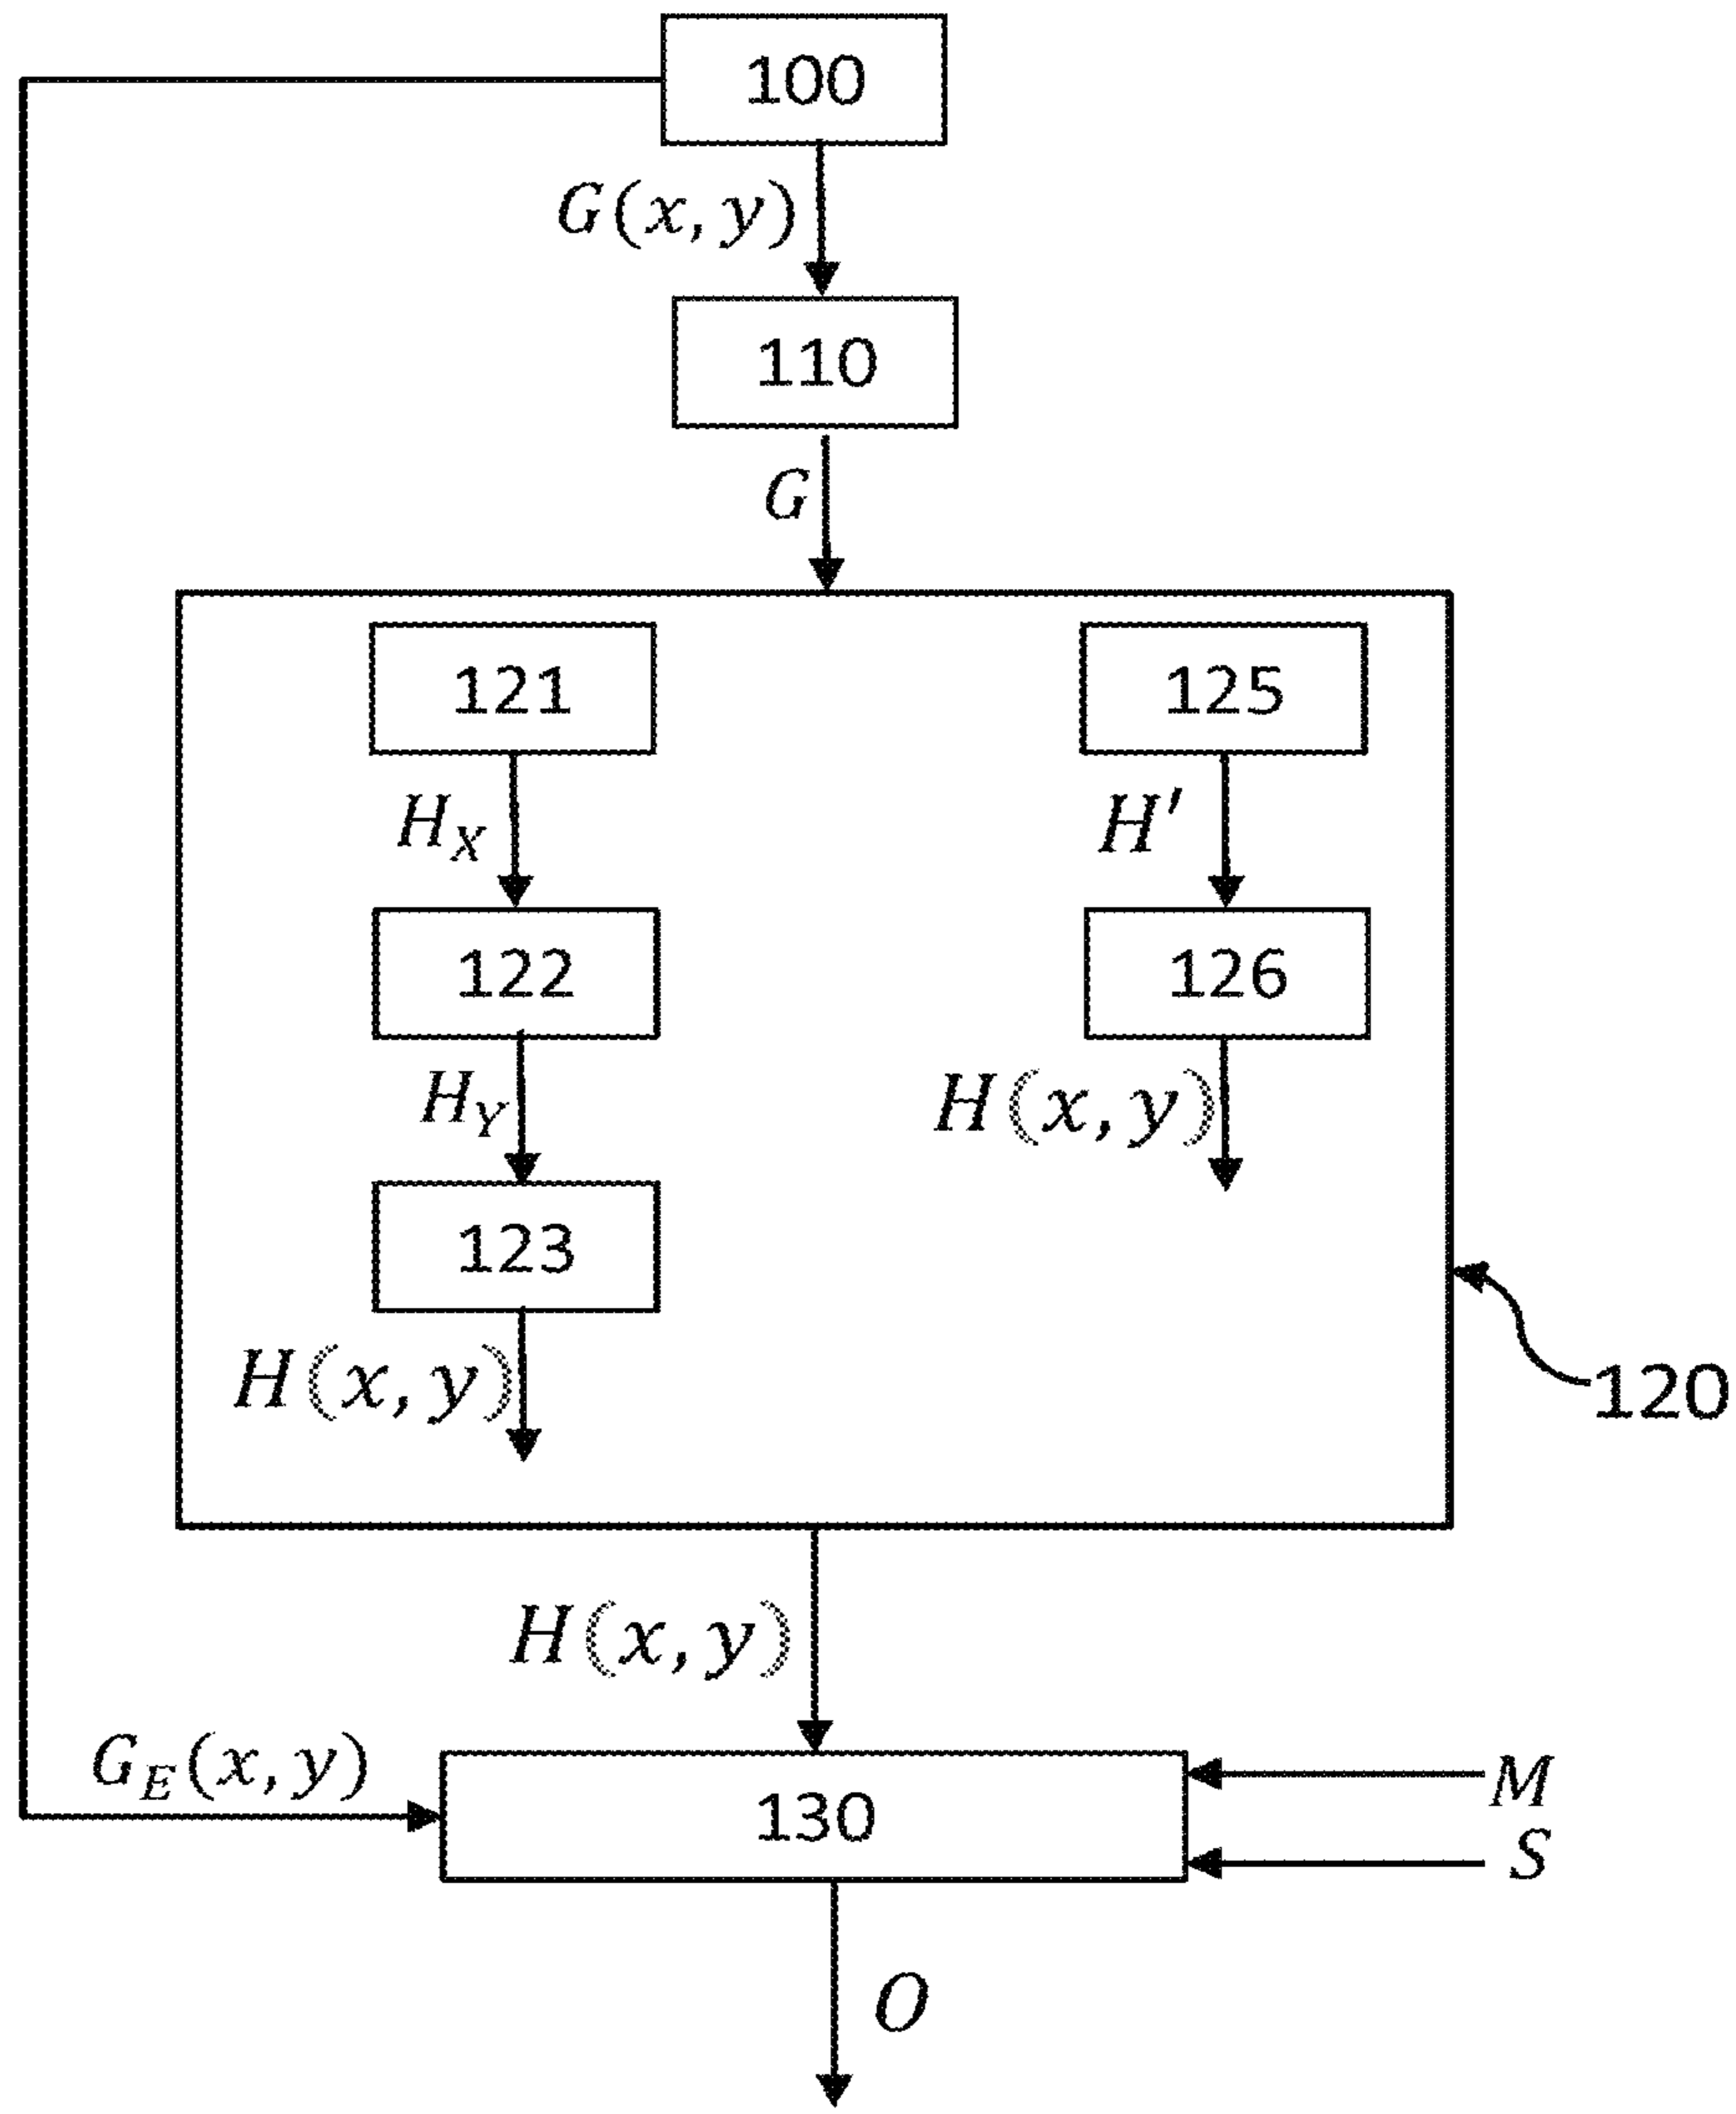 100
G(x, y)
110
G
121 125
H_X H′
122 126
H_Y H(x, y)
123
H(x, y)
120
H(x, y)
G_E(x, y) M
130
S
O